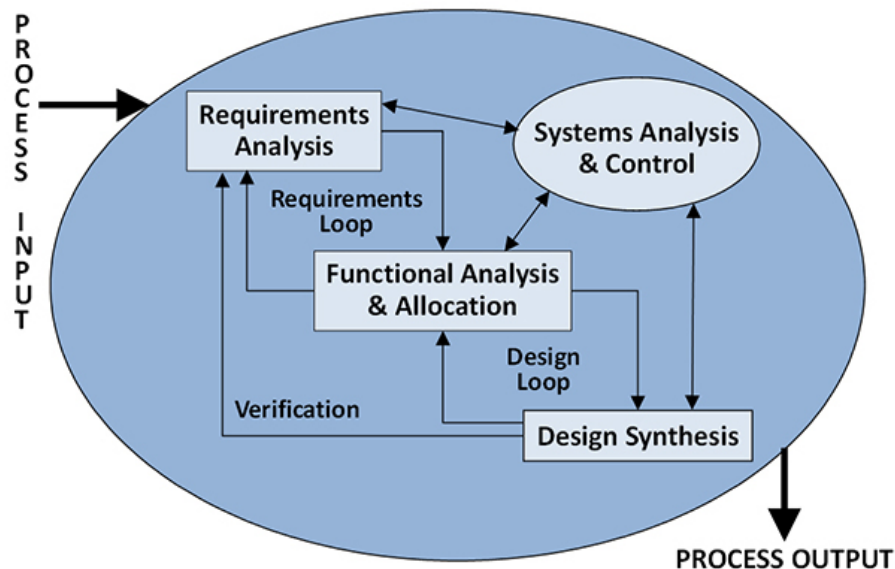 PROCESS INPUT
Requirements
Analysis
Systems Analysis
& Control
Requirements
Loop
Functional Analysis
& Allocation
Design
Loop
Verification
Design Synthesis
PROCESS OUTPUT